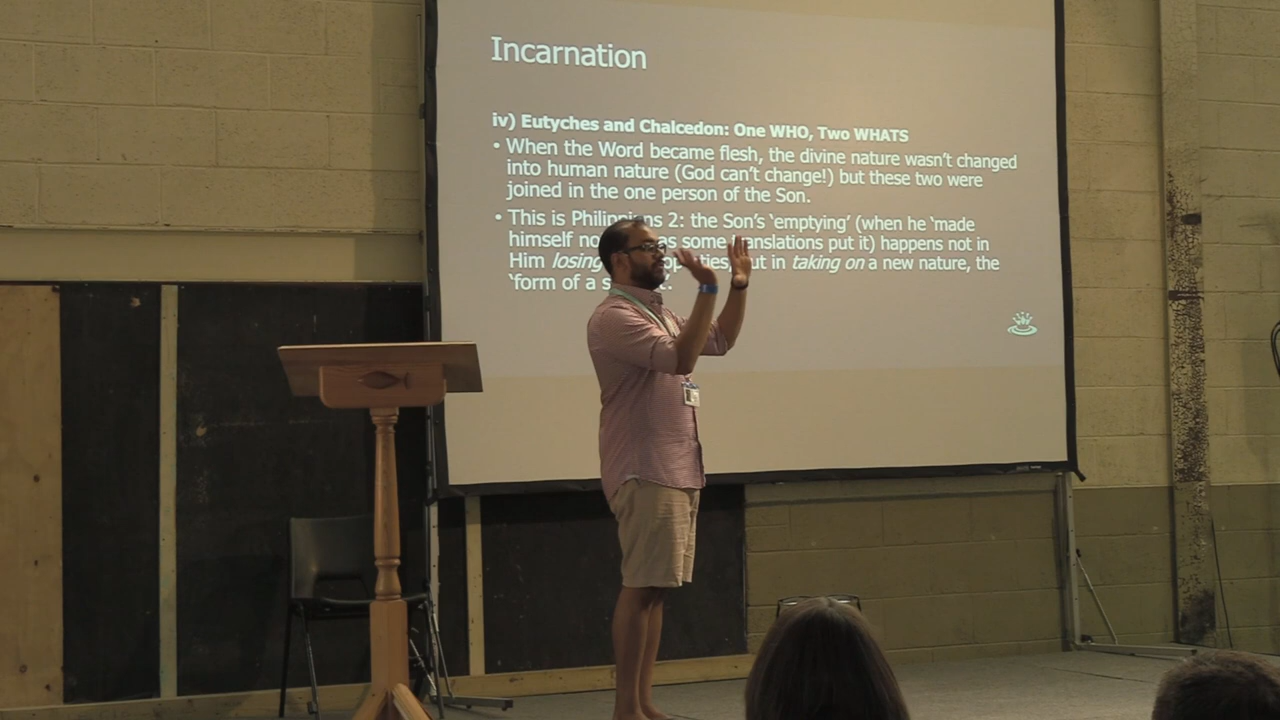 Incarnation
iv) Eutyches and Chalcedon: One WHO, Two WHATS
• When the Word became flesh, the divine nature wasn't changed
into human nature (God can't change!) but these two were
joined in the one person of the Son.
• This is Philippians 2: the Son's 'emptying' (when he 'made
himself as some translations put it) happens not in
Him losing but in taking on a new nature, the
'form of a